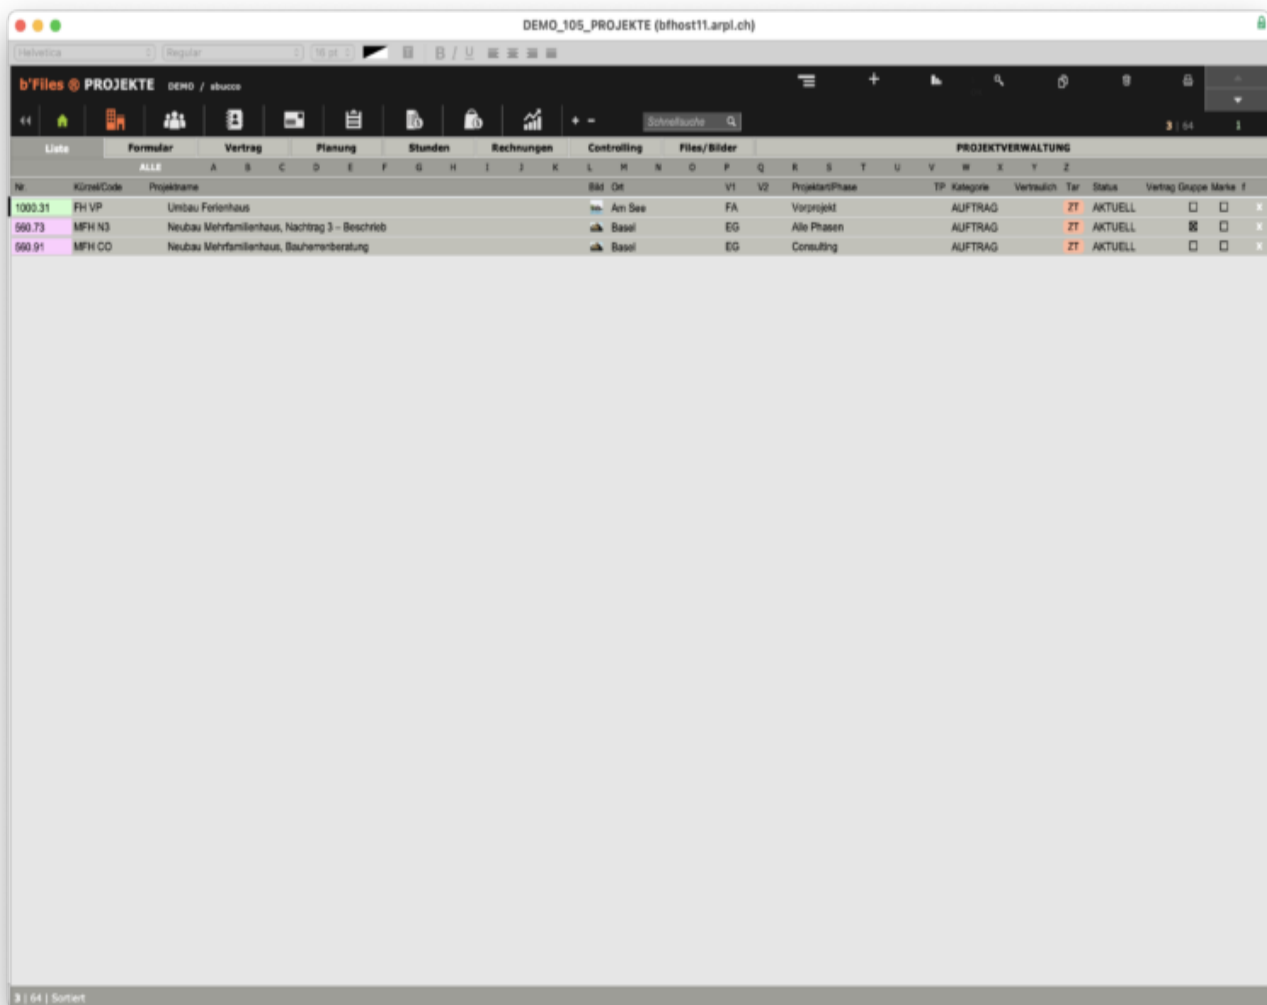 DEMO_105_PROJEKTE (bfhost11.arpl.ch)
Helvetica Regular 16 pt B I U
b'Files ® PROJEKTE DEMO / sbucco
Schnellsuche 3 | 64 1
Liste Formular Vertrag Planung Stunden Rechnungen Controlling Files/Bilder PROJEKTVERWALTUNG
ALLE A B C D E F G H I J K L M N O P Q R S T U V W X Y Z
Nr. Kürzel/Code Projektname Bild Ort V1 V2 Projektart/Phase TP Kategorie Vertraulich Tar Status Vertrag Gruppe Marke f
1000.31 FH VP Umbau Ferienhaus Am See FA Vorprojekt AUFTRAG ZT AKTUELL X
560.73 MFH N3 Neubau Mehrfamilienhaus, Nachtrag 3 – Beschrieb Basel EG Alle Phasen AUFTRAG ZT AKTUELL X
560.91 MFH CO Neubau Mehrfamilienhaus, Bauherrenberatung Basel EG Consulting AUFTRAG ZT AKTUELL X
3 | 64 | Sortiert